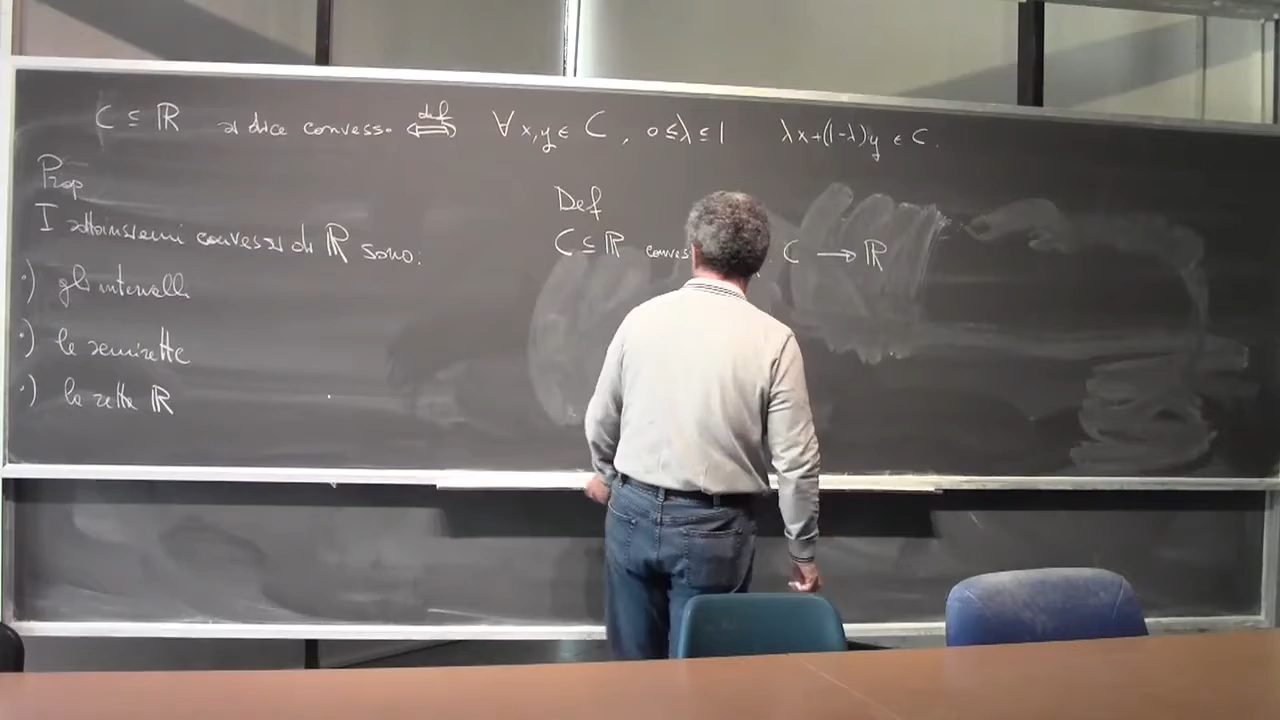 C ⊆ ℝ si dice convesso ⟺ def ∀ x,y ∈ C, 0 ≤ λ ≤ 1 λx+(1-λ)y ∈ C.
Prop
I sottoinsiemi convessi di ℝ sono:
·) gli intervalli
·) le semirette
·) la retta ℝ
Def
C ⊆ ℝ C → ℝ